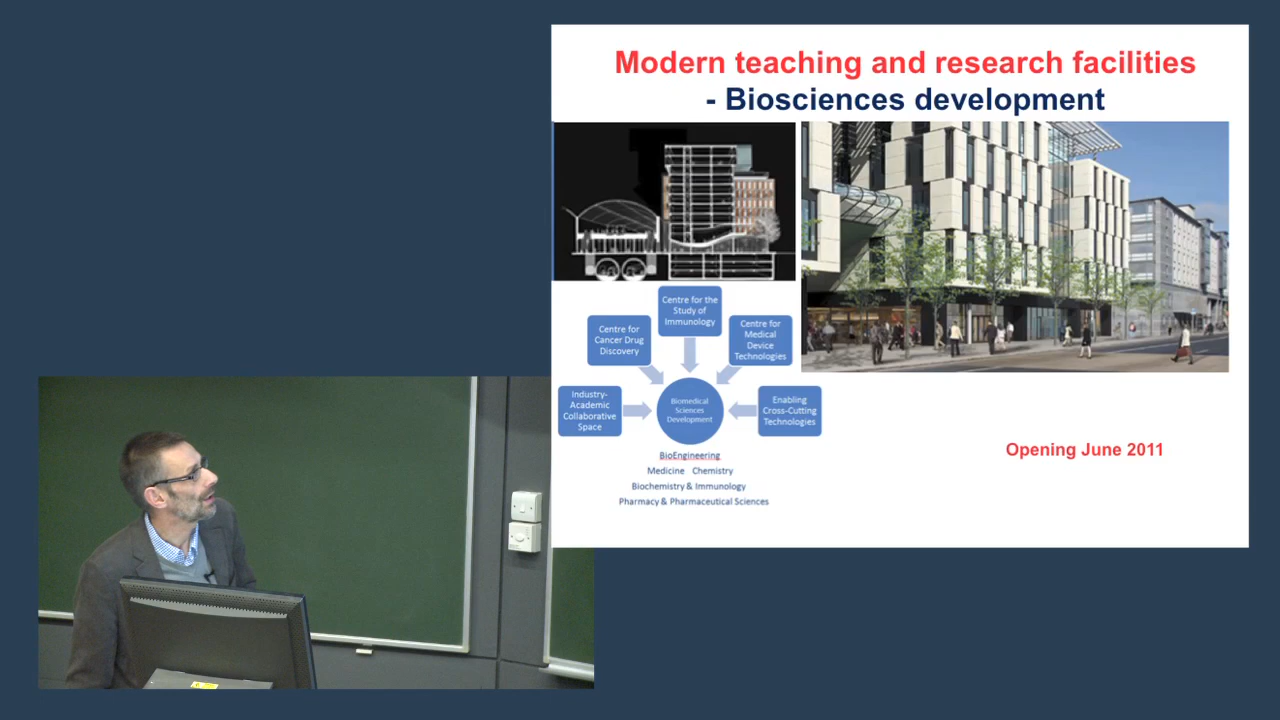 Modern teaching and research facilities
- Biosciences development
Centre for the
Study of
Immunology
Centre for
Cancer Drug
Discovery
Centre for
Medical
Device
Technologies
Industry-
Academic
Collaborative
Space
Biomedical
Sciences
Development
Enabling
Cross-Cutting
Technologies
BioEngineering
Medicine Chemistry
Biochemistry & Immunology
Pharmacy & Pharmaceutical Sciences
Opening June 2011